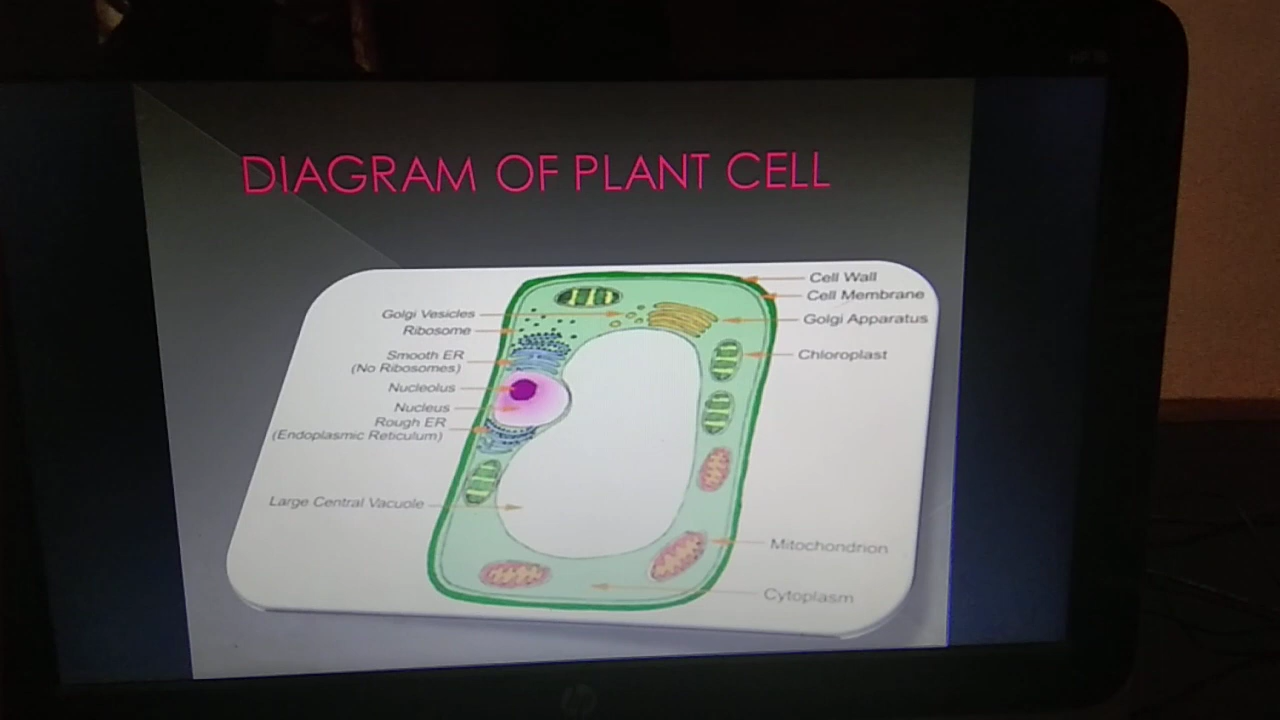 DIAGRAM OF PLANT CELL
Cell Wall
Cell Membrane
Golgi Vesicles
Golgi Apparatus
Ribosome
Smooth ER
(No Ribosomes)
Chloroplast
Nucleolus
Nucleus
Rough ER
(Endoplasmic Reticulum)
Large Central Vacuole
Mitochondrion
Cytoplasm
hp